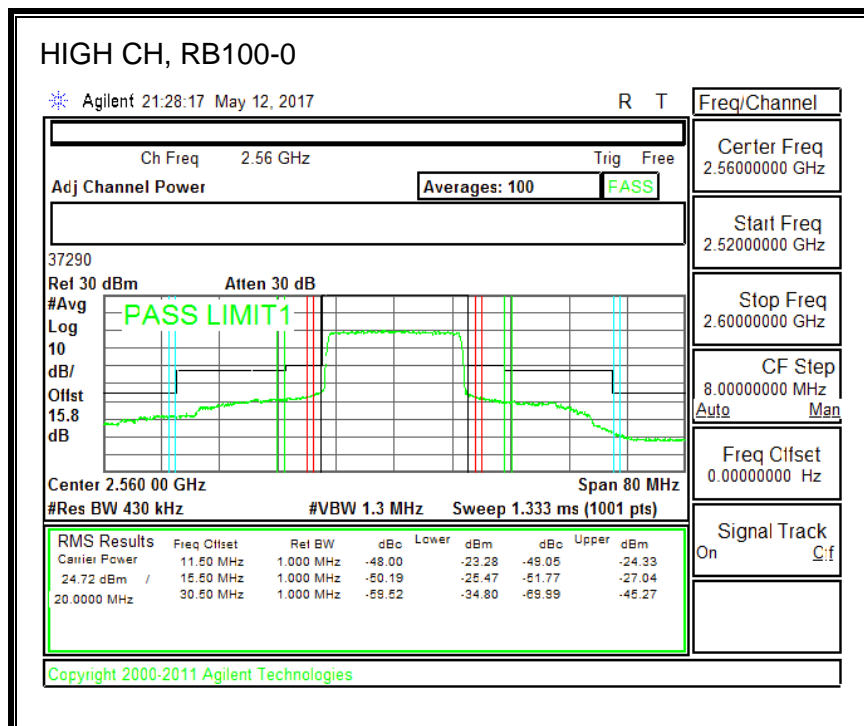 HIGH CH, RB100-0
Agilent 21:28:17 May 12, 2017 R T
Freq/Channel
Ch Freq 2.56 GHz Trig Free
Adj Channel Power Averages: 100 PASS
Center Freq
2.56000000 GHz
Start Freq
2.52000000 GHz
Stop Freq
2.60000000 GHz
CF Step
8.00000000 MHz
Auto Man
Freq Offset
0.00000000 Hz
Signal Track
On Off
37290
Ref 30 dBm Atten 30 dB
#Avg
Log
10
dB/
Offst
15.8
dB
PASS LIMIT1
Center 2.560 00 GHz Span 80 MHz
#Res BW 430 kHz #VBW 1.3 MHz Sweep 1.333 ms (1001 pts)
RMS Results Freq Offset Ref BW dBc Lower dBm dBc Upper dBm
Carrier Power 11.50 MHz 1.000 MHz -48.00 -23.28 -49.05 -24.33
24.72 dBm / 15.50 MHz 1.000 MHz -50.19 -25.47 -51.77 -27.04
20.0000 MHz 30.50 MHz 1.000 MHz -59.52 -34.80 -69.99 -45.27
Copyright 2000-2011 Agilent Technologies